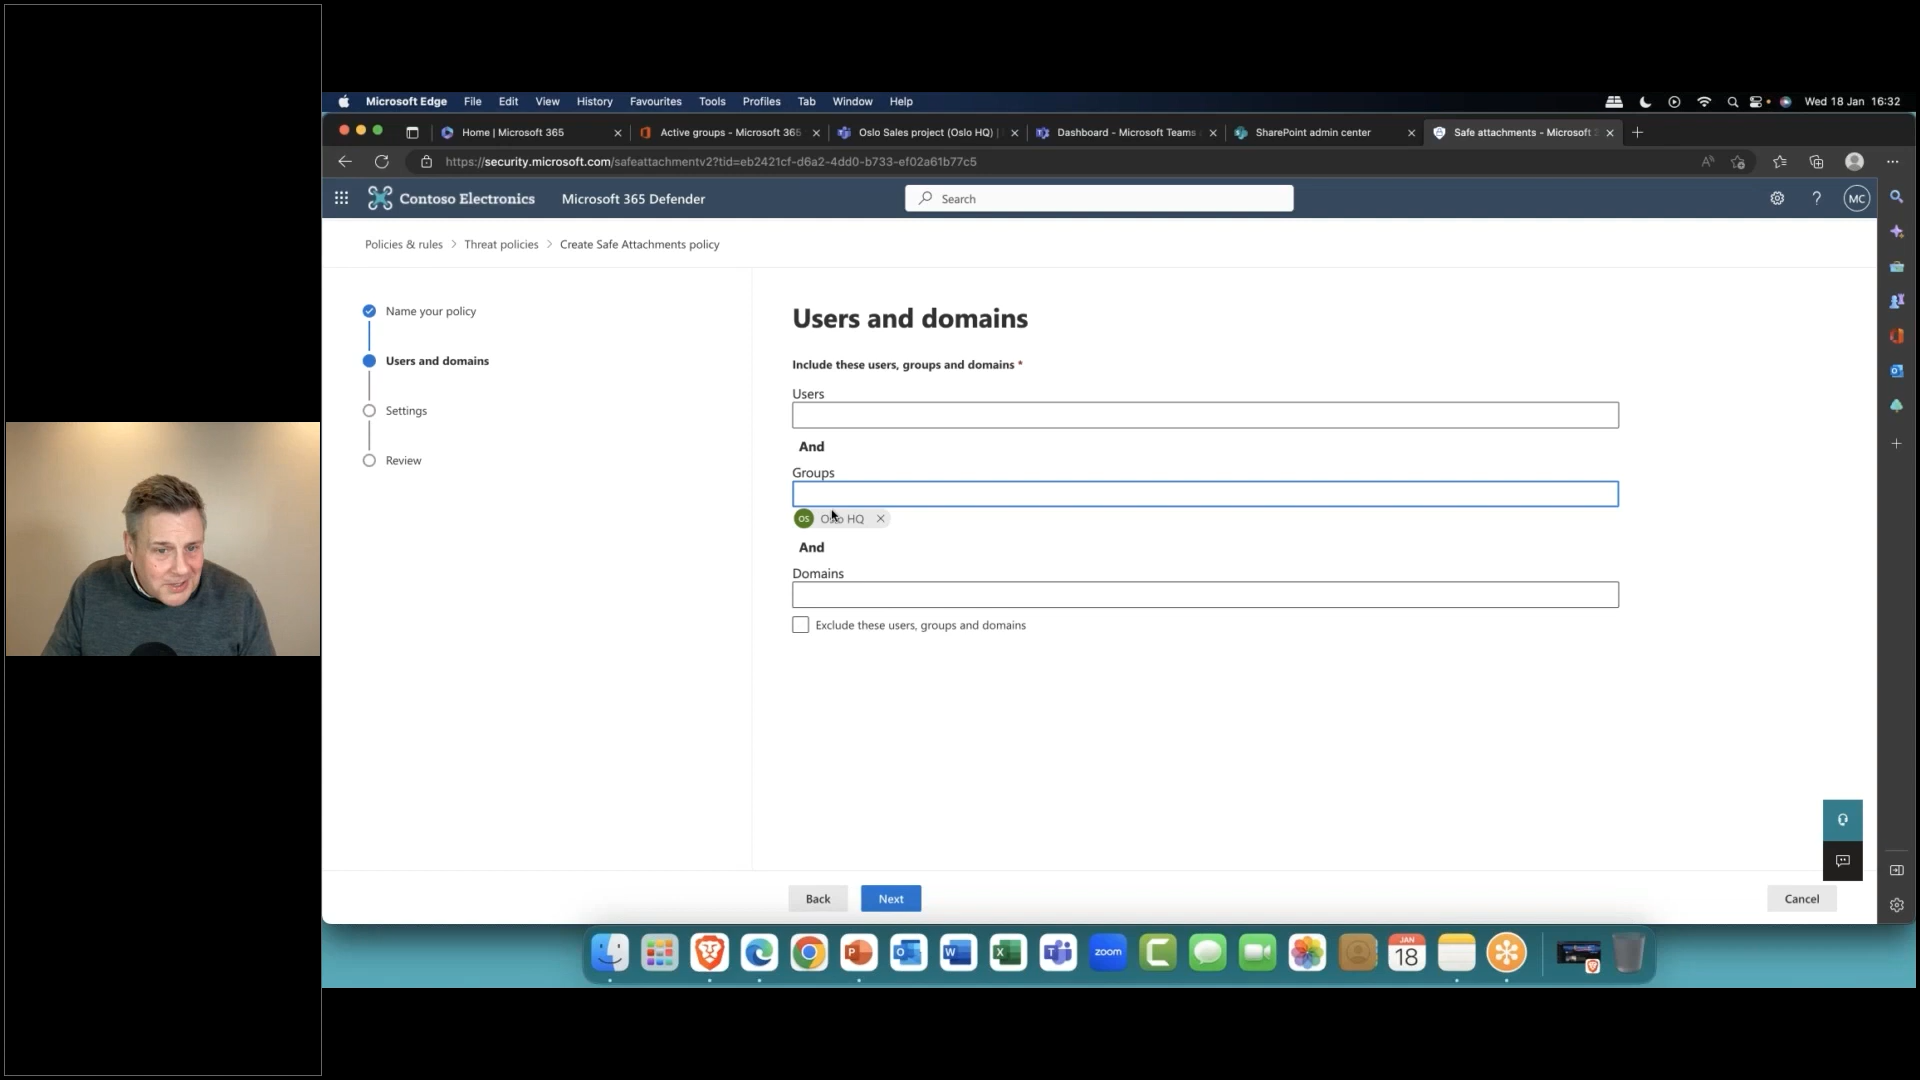 Microsoft Edge File Edit View History Favourites Tools Profiles Tab Window Help Wed 18 Jan 16:32
Home | Microsoft 365 Active groups - Microsoft 365 Oslo Sales project (Oslo HQ) | Dashboard - Microsoft Teams SharePoint admin center Safe attachments - Microsoft
https://security.microsoft.com/safeattachmentv2?tid=eb2421cf-d6a2-4dd0-b733-ef02a61b77c5
Contoso Electronics Microsoft 365 Defender Search ? MC
Policies & rules > Threat policies > Create Safe Attachments policy
Name your policy
Users and domains
Settings
Review
Users and domains
Include these users, groups and domains *
Users
And
Groups
OS Oslo HQ
And
Domains
Exclude these users, groups and domains
Back Next Cancel
zoom
JAN
18